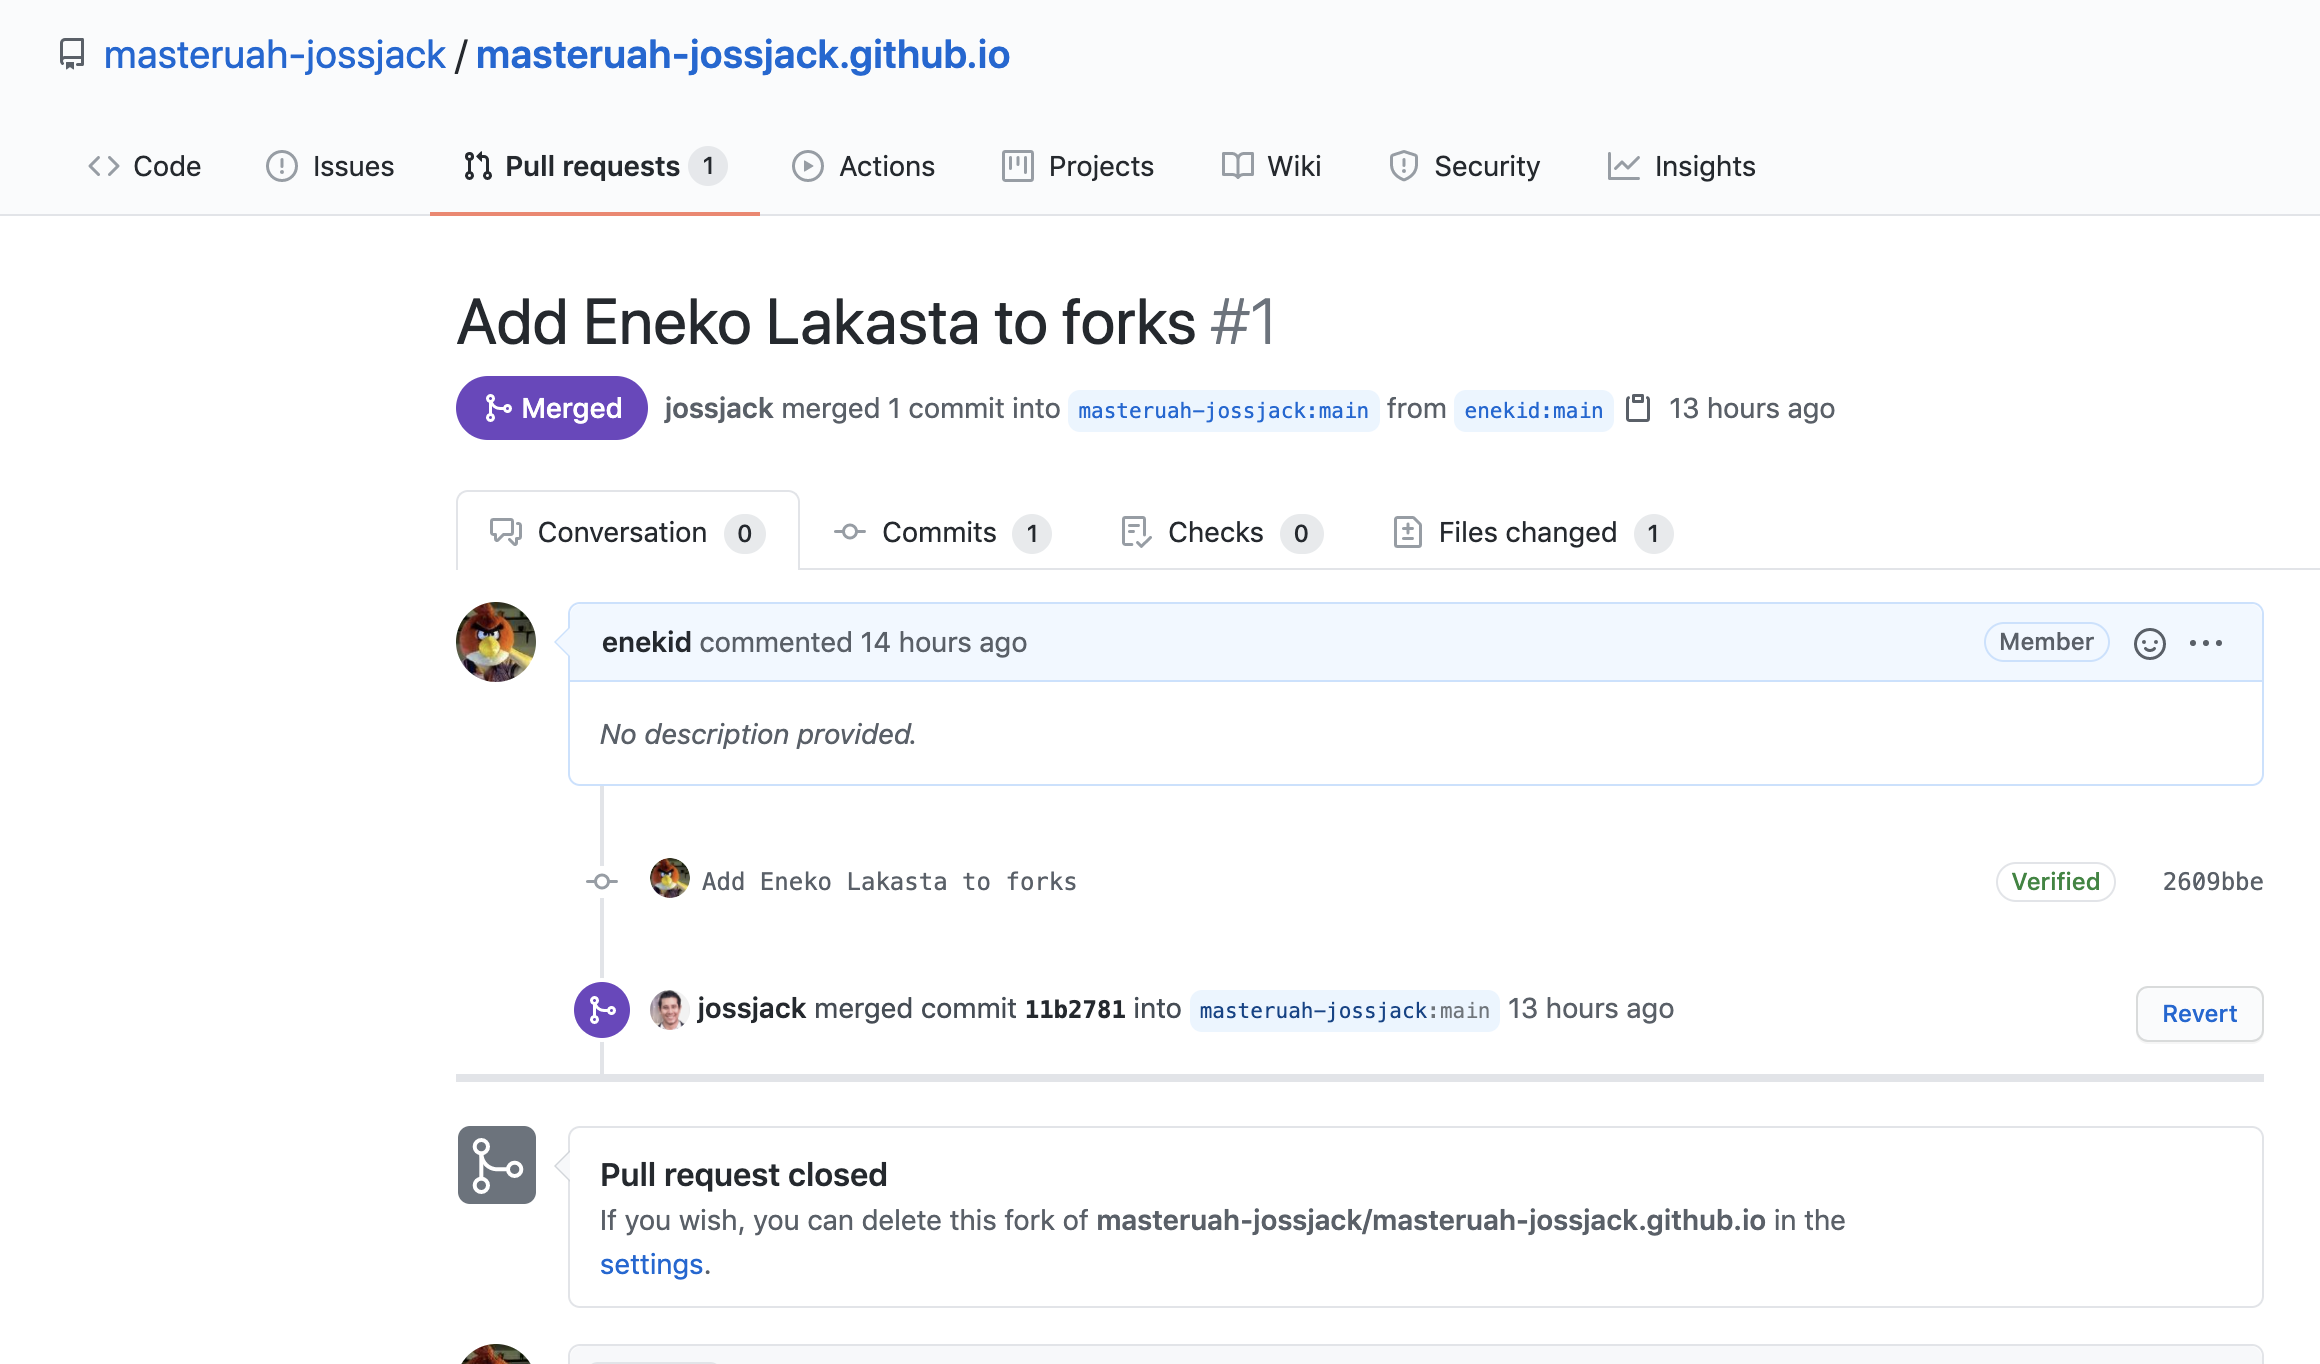 masteruah-jossjack / masteruah-jossjack.github.io
Code Issues Pull requests 1 Actions Projects Wiki Security Insights
Add Eneko Lakasta to forks #1
Merged jossjack merged 1 commit into masteruah-jossjack:main from enekid:main 13 hours ago
Conversation 0 Commits 1 Checks 0 Files changed 1
enekid commented 14 hours ago Member
No description provided.
Add Eneko Lakasta to forks Verified 2609bbe
jossjack merged commit 11b2781 into masteruah-jossjack:main 13 hours ago Revert
Pull request closed
If you wish, you can delete this fork of masteruah-jossjack/masteruah-jossjack.github.io in the
settings.